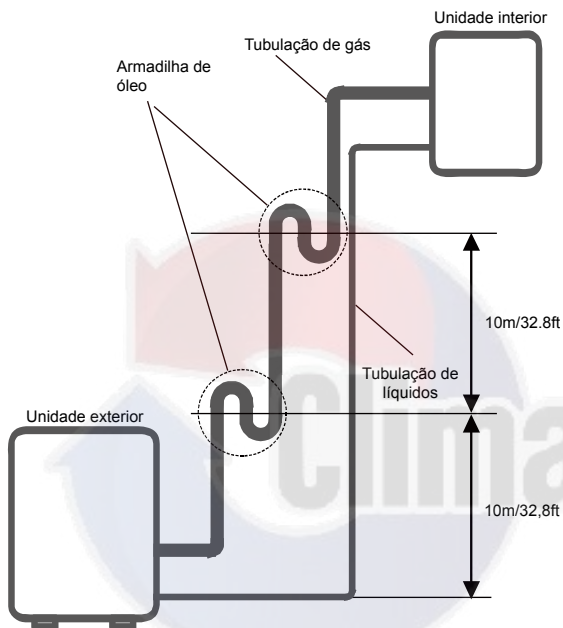 Unidade interior
Tubulação de gás
Armadilha de
óleo
10m/32.8ft
Tubulação de
líquidos
Unidade exterior
Clima
10m/32,8ft